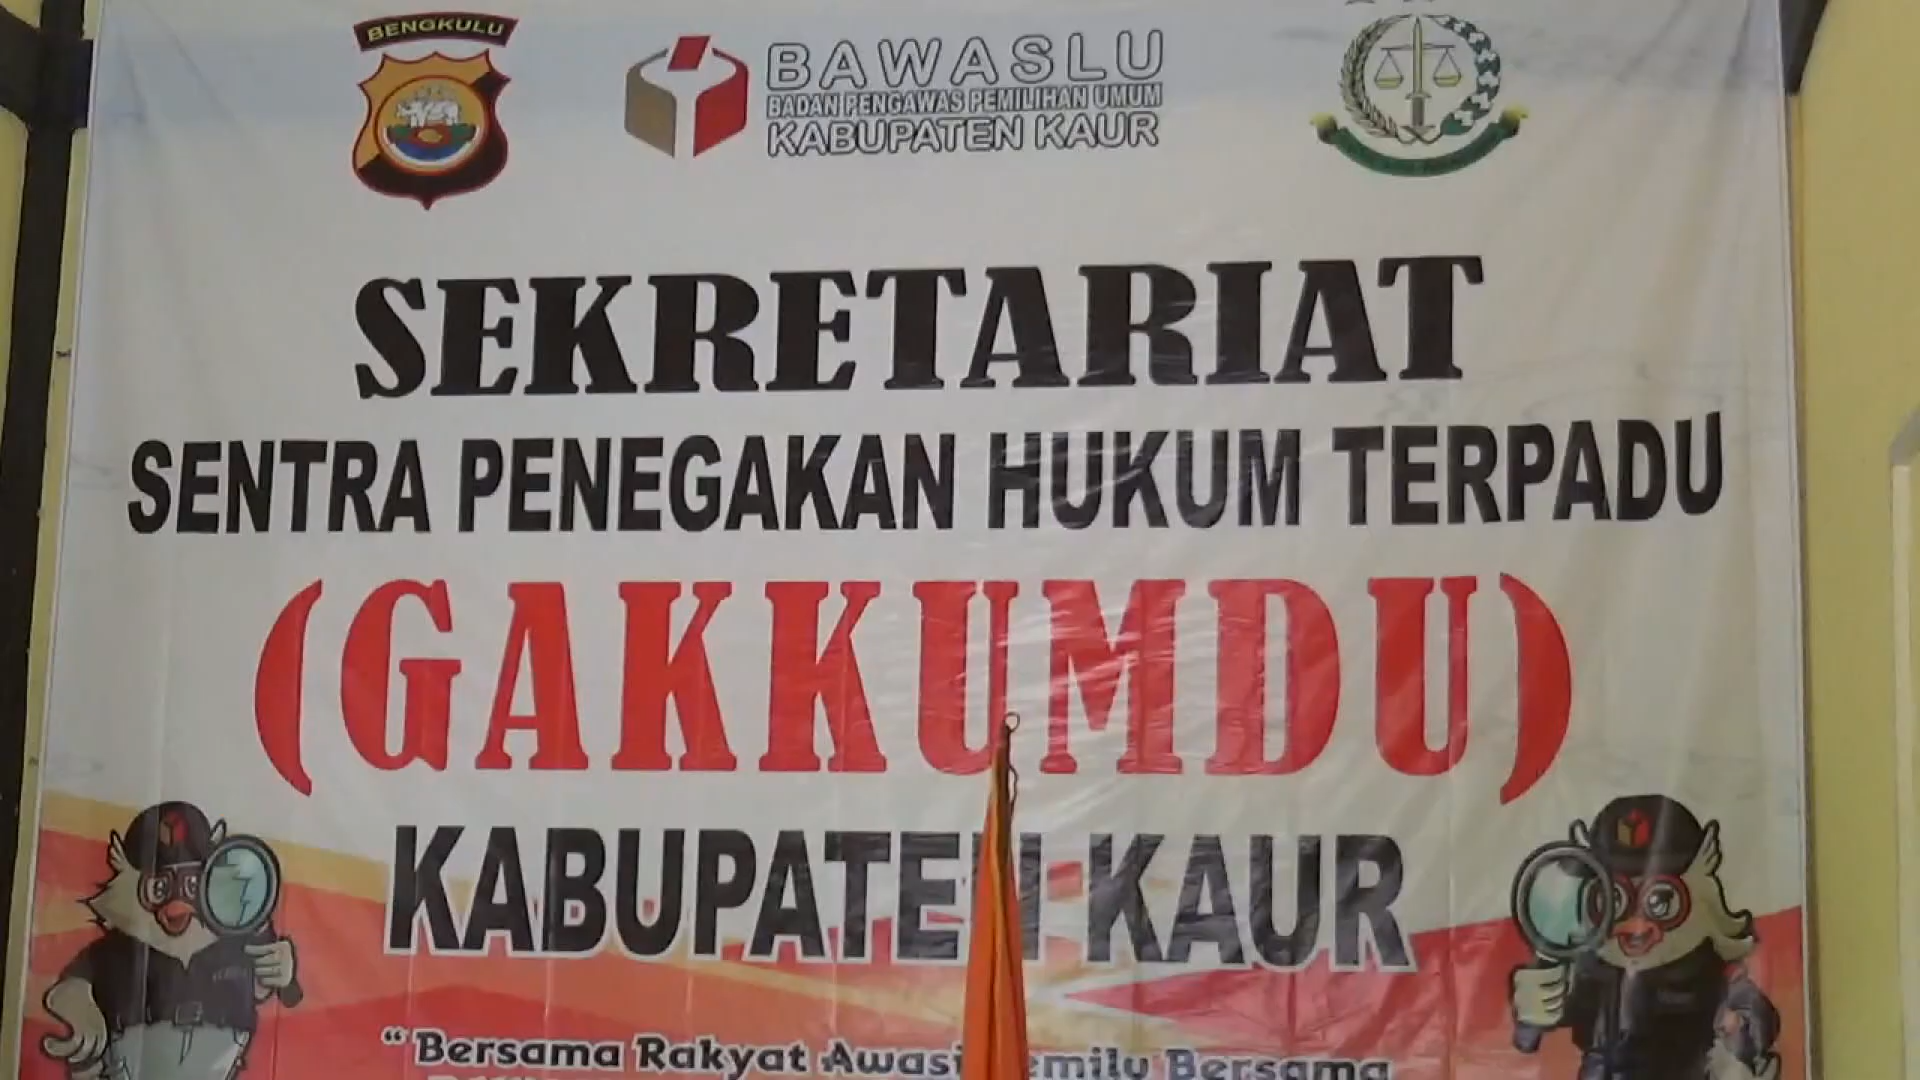 BENGKULU
BAWASLU
BADAN PENGAWAS PEMILIHAN UMUM
KABUPATEN KAUR
SEKRETARIAT
SENTRA PENEGAKAN HUKUM TERPADU
(GAKKUMDU)
KABUPATEN KAUR
“ Bersama Rakyat Awasi Pemilu Bersama